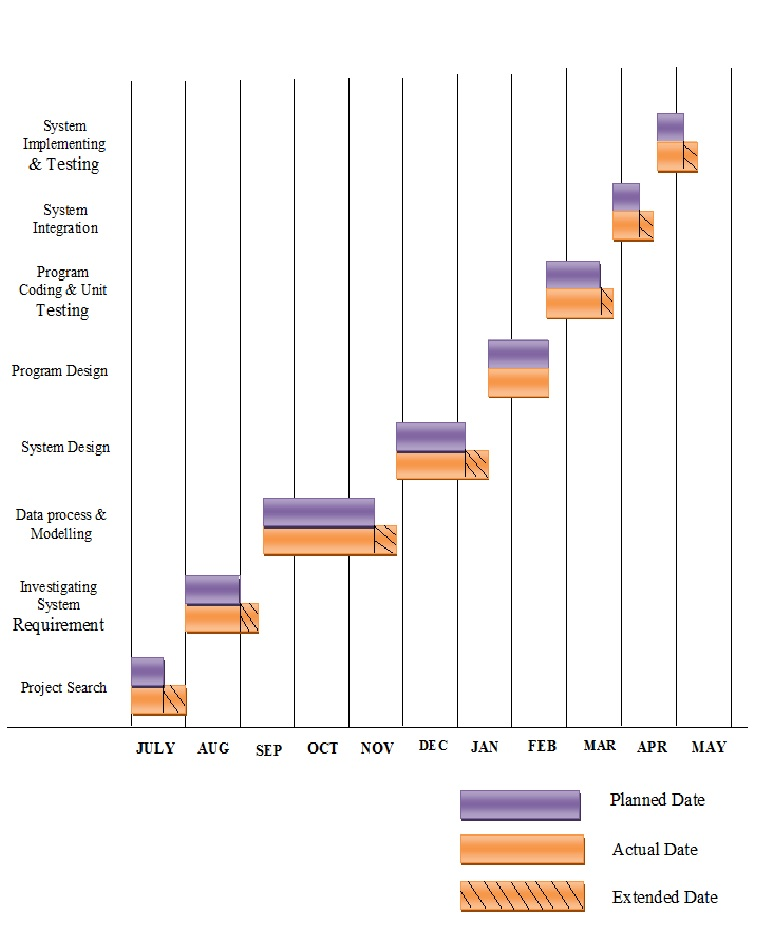 System
Implementing
& Testing
System
Integration
Program
Coding & Unit
Testing
Program Design
System Design
Data process &
Modelling
Investigating
System
Requirement
Project Search
JULY AUG SEP OCT NOV DEC JAN FEB MAR APR MAY
Planned Date
Actual Date
Extended Date